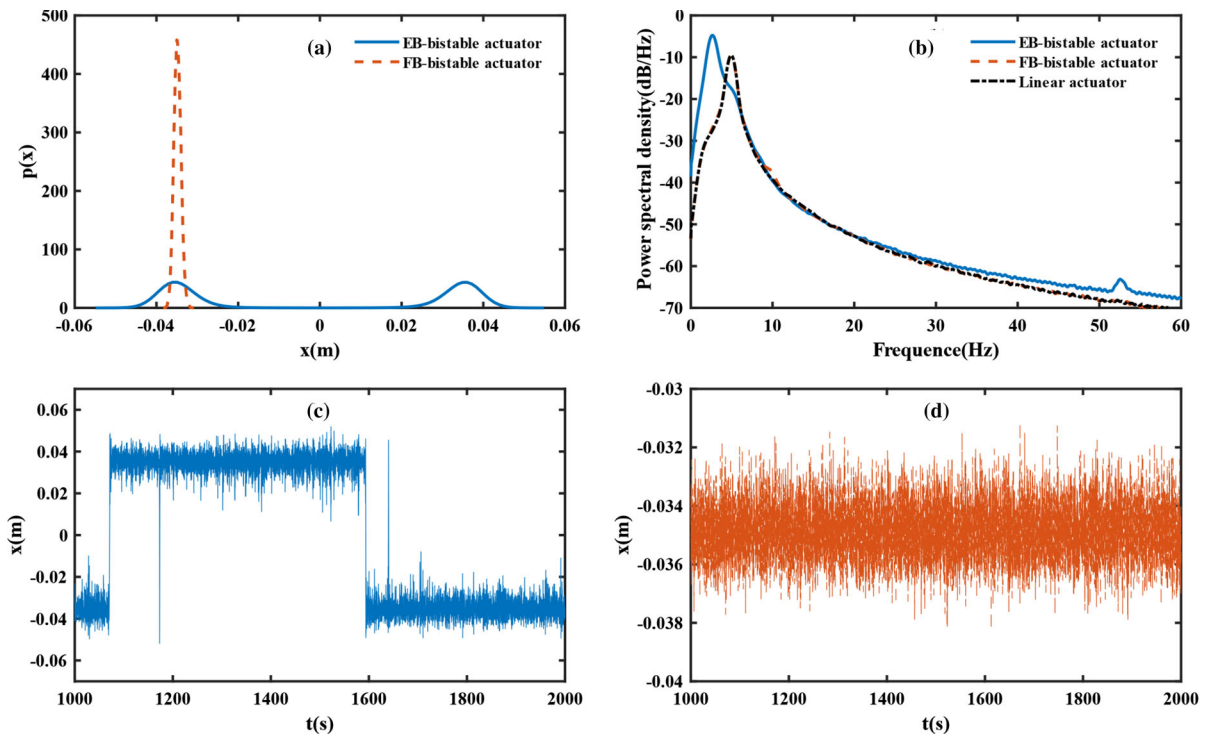 (a)
EB-bistable actuator
FB-bistable actuator
p(x)
500
400
300
200
100
0
-0.06 -0.04 -0.02 0 0.02 0.04 0.06
x(m)
(b)
EB-bistable actuator
FB-bistable actuator
Linear actuator
Power spectral density(dB/Hz)
0
-10
-20
-30
-40
-50
-60
-70
0 10 20 30 40 50 60
Frequence(Hz)
(c)
x(m)
0.06
0.04
0.02
0
-0.02
-0.04
-0.06
1000 1200 1400 1600 1800 2000
t(s)
(d)
x(m)
-0.03
-0.032
-0.034
-0.036
-0.038
-0.04
1000 1200 1400 1600 1800 2000
t(s)